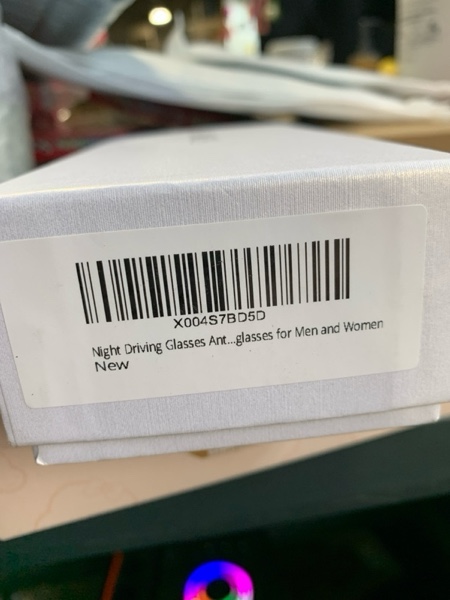 X004S7BD5D
Night Driving Glasses Ant...glasses for Men and Women
New